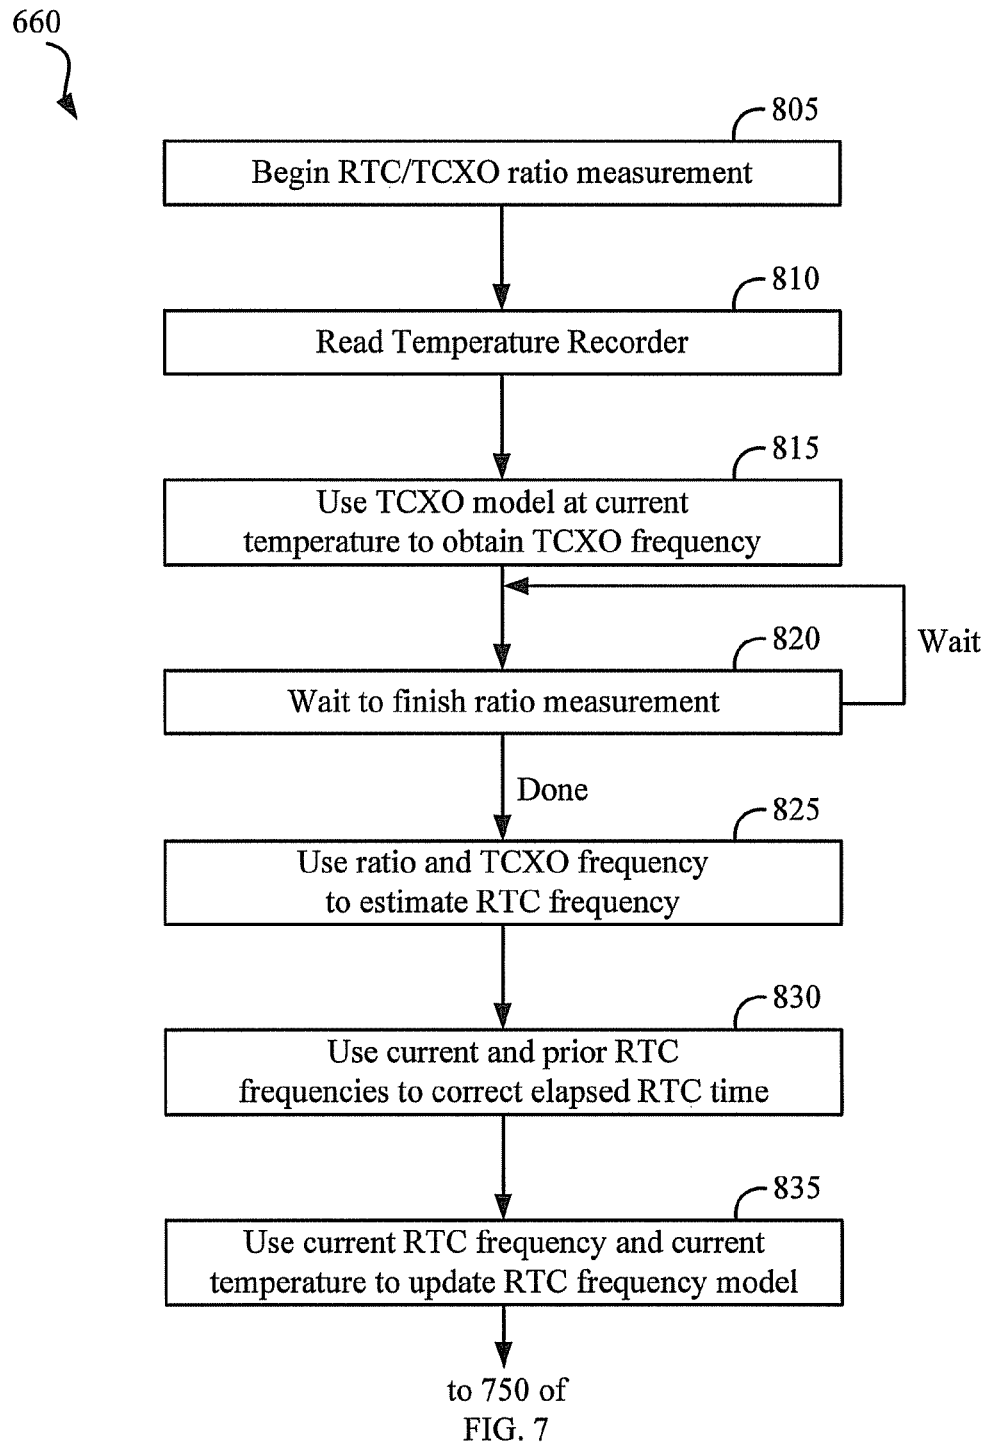 660
805
Begin RTC/TCXO ratio measurement
810
Read Temperature Recorder
815
Use TCXO model at current
temperature to obtain TCXO frequency
820
Wait
Wait to finish ratio measurement
Done
825
Use ratio and TCXO frequency
to estimate RTC frequency
830
Use current and prior RTC
frequencies to correct elapsed RTC time
835
Use current RTC frequency and current
temperature to update RTC frequency model
to 750 of
FIG. 7